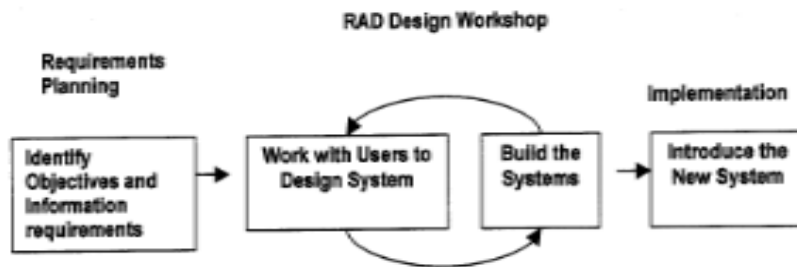 RAD Design Workshop
Requirements
Planning
Implementation
Identify
Objectives and
Information
requirements
Work with Users to
Design System
Build the
Systems
Introduce the
New System